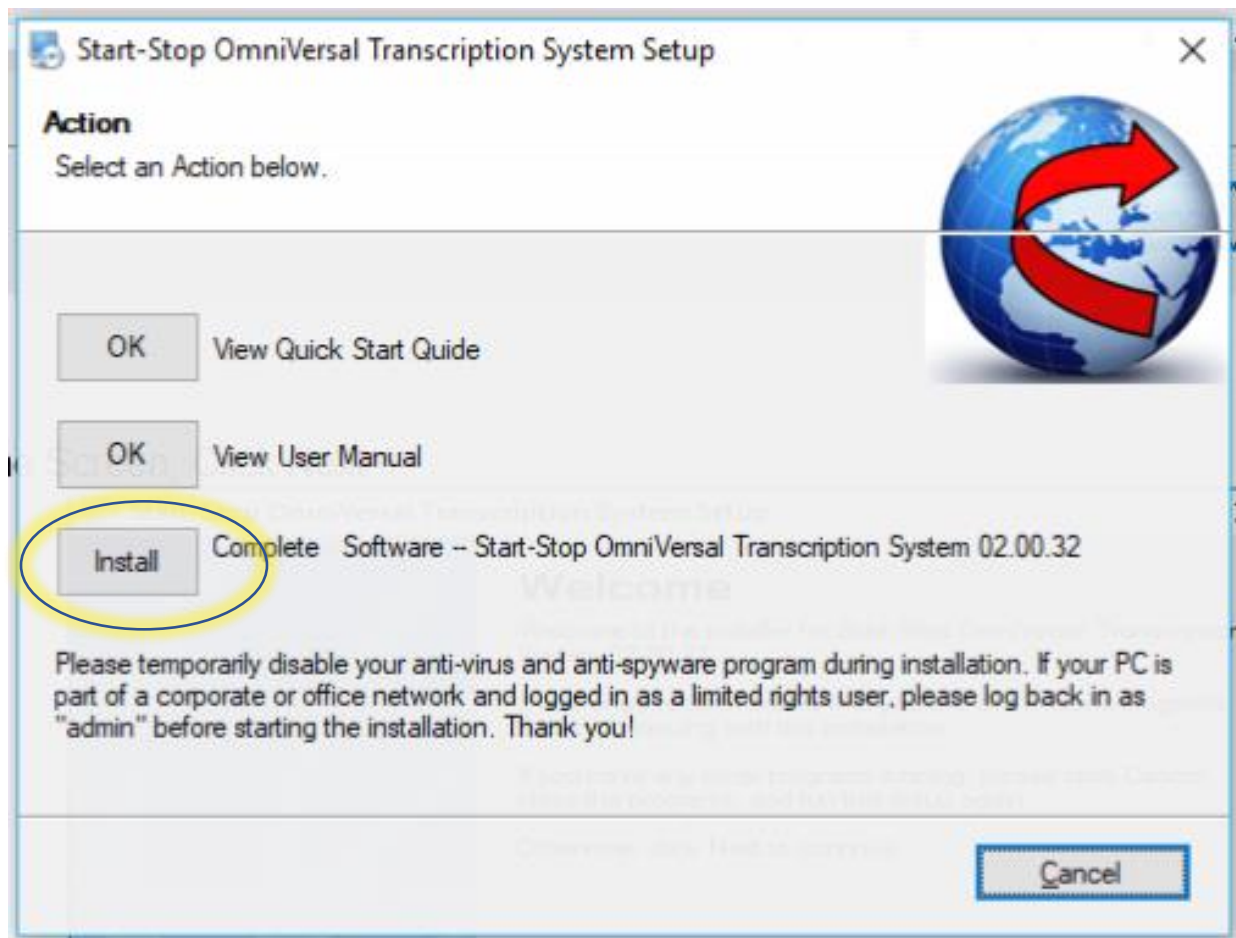 Start-Stop OmniVersal Transcription System Setup
Action
Select an Action below.
OK View Quick Start Quide
OK View User Manual
Install Complete Software -- Start-Stop OmniVersal Transcription System 02.00.32
Welcome
Please temporarily disable your anti-virus and anti-spyware program during installation. If your PC is
part of a corporate or office network and logged in as a limited rights user, please log back in as
"admin" before starting the installation. Thank you!
Cancel